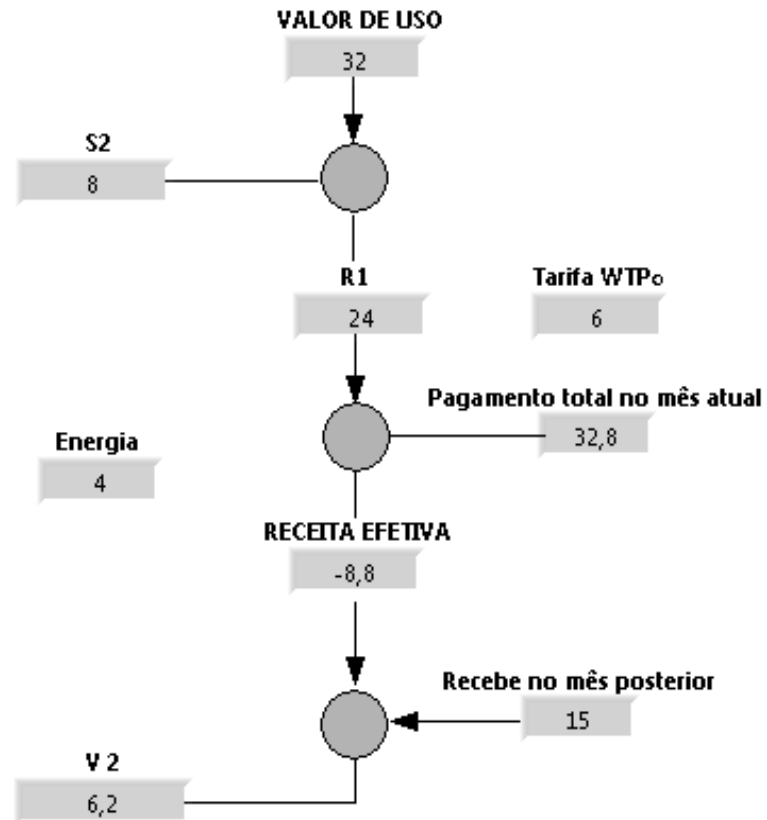 VALOR DE USO
32
S2
8
R1
24
Tarifa WTPo
6
Pagamento total no mês atual
32,8
Energia
4
RECEITA EFETIVA
-8,8
Recebe no mês posterior
15
V 2
6,2